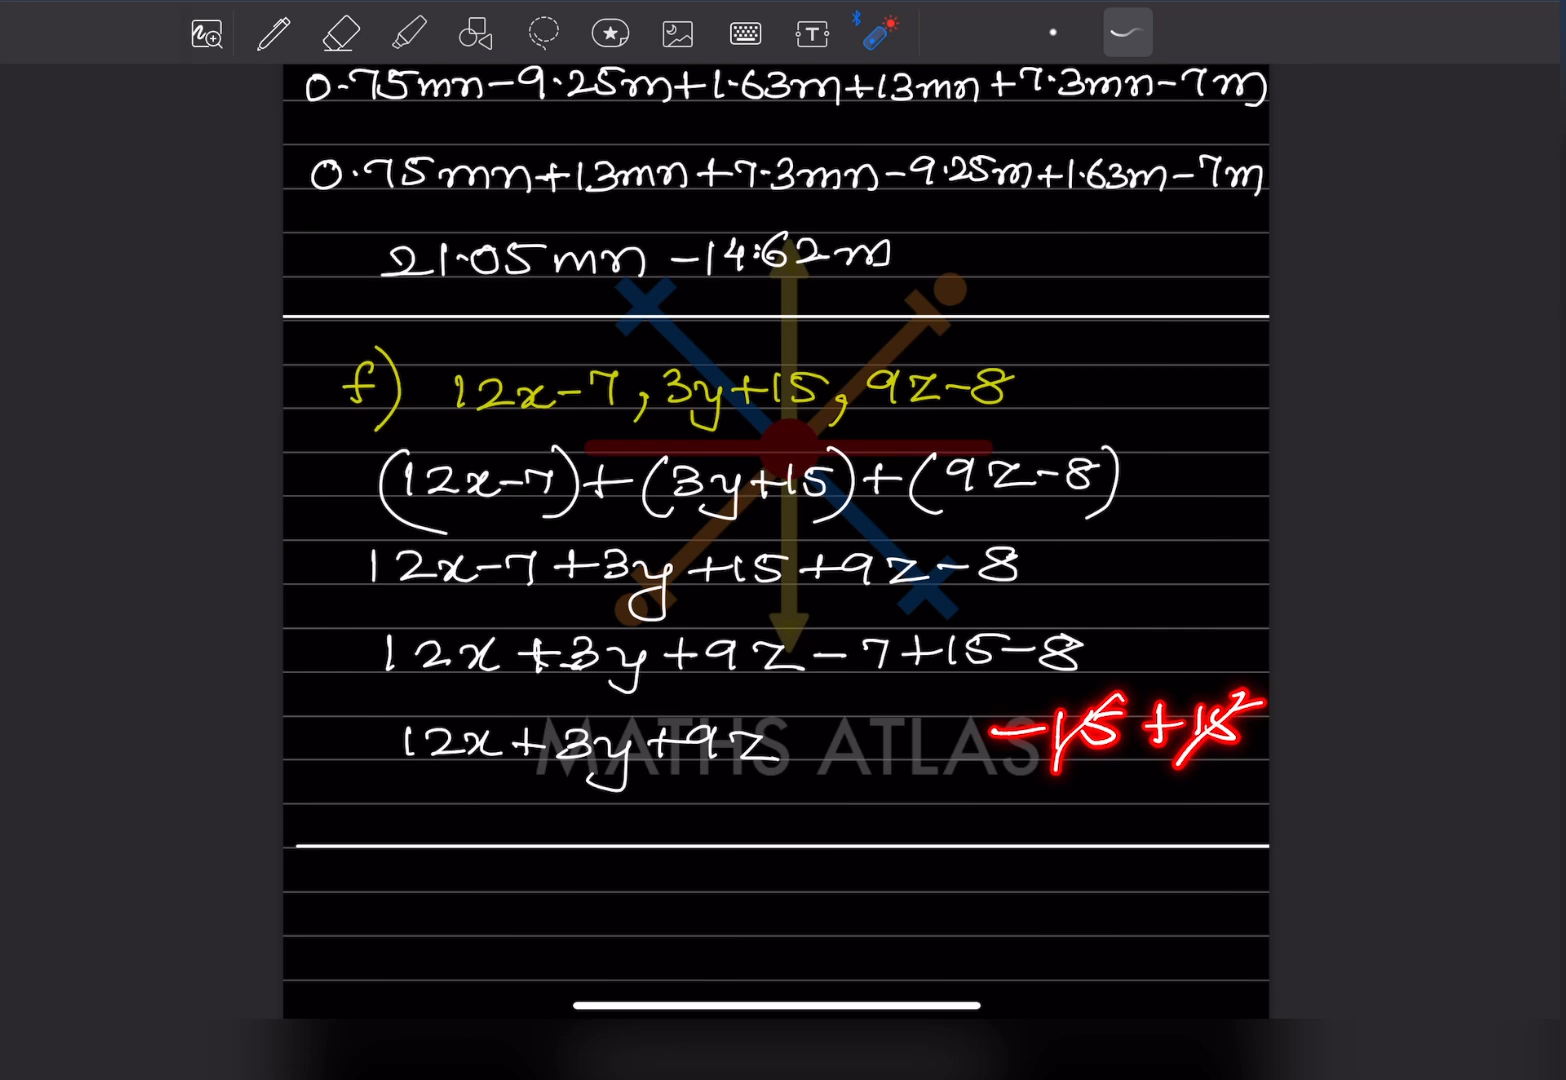 0.75mn-9.25m+1.63m+13mn+7.3mn-7m
0.75mn+13mn+7.3mn-9.25m+1.63m-7m
21.05mn -14.62m
f) 12x-7, 3y+15, 9z-8
(12x-7)+(3y+15)+(9z-8)
12x-7+3y+15+9z-8
12x+3y+9z-7+15-8
12x+3y+9z
-15+15
MATHS ATLAS